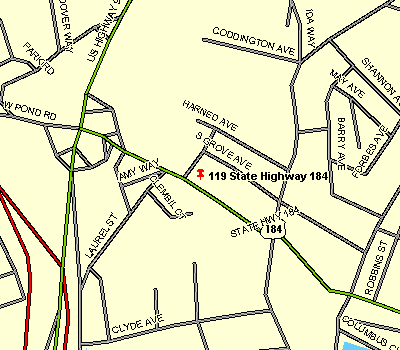 DOVER WAY
US HIGHWAY 9
IDA WAY
CODDINGTON AVE
PARK RD
SHANNON A
MAY AVE
W POND RD
HARNED AVE
S GROVE AVE
BARRY AVE
FORBES AVE
AMY WAY
119 State Highway 184
CLEMBIL CT
STATE HWY 184
184
LAUREL ST
ROBBINS ST
CLYDE AVE
COLUMBUS C